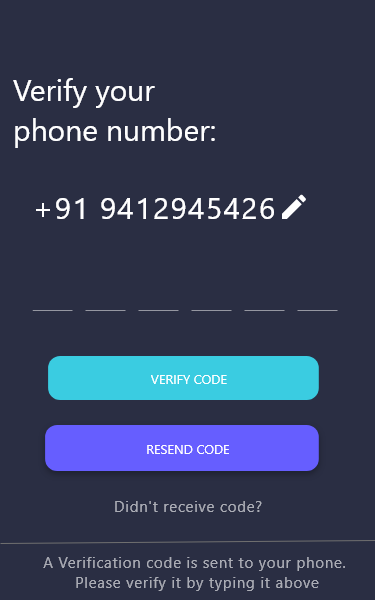 Verify your
phone number:
+91 9412945426
VERIFY CODE
RESEND CODE
Didn't receive code?
A Verification code is sent to your phone.
Please verify it by typing it above